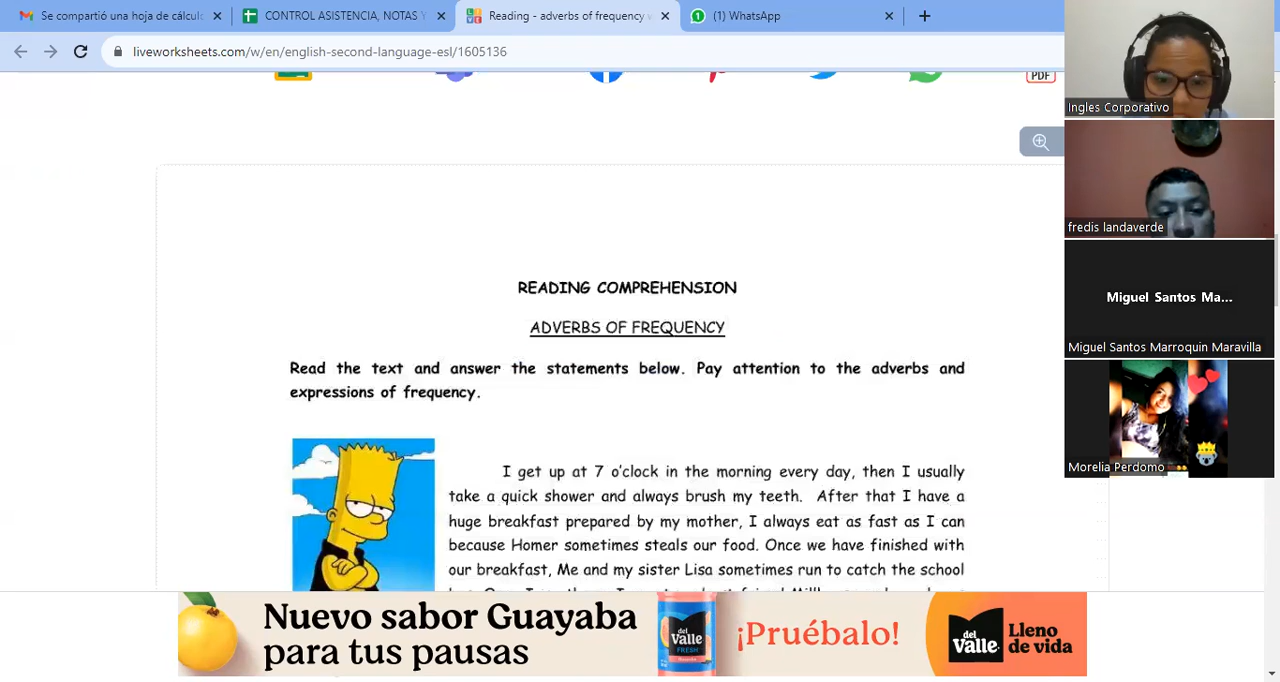 Se compartió una hoja de cálcul
CONTROL ASISTENCIA, NOTAS Y
Reading - adverbs of frequency w
(1) WhatsApp
liveworksheets.com/w/en/english-second-language-esl/1605136
PDF
Ingles Corporativo
fredis landaverde
Miguel Santos Ma...
Miguel Santos Marroquin Maravilla
Morelia Perdomo
READING COMPREHENSION
ADVERBS OF FREQUENCY
Read the text and answer the statements below. Pay attention to the adverbs and
expressions of frequency.
I get up at 7 o'clock in the morning every day, then I usually
take a quick shower and always brush my teeth. After that I have a
huge breakfast prepared by my mother, I always eat as fast as I can
because Homer sometimes steals our food. Once we have finished with
our breakfast, Me and my sister Lisa sometimes run to catch the school
Nuevo sabor Guayaba
para tus pausas
del Valle
FRESH
¡Pruébalo!
del Valle
Lleno
de vida